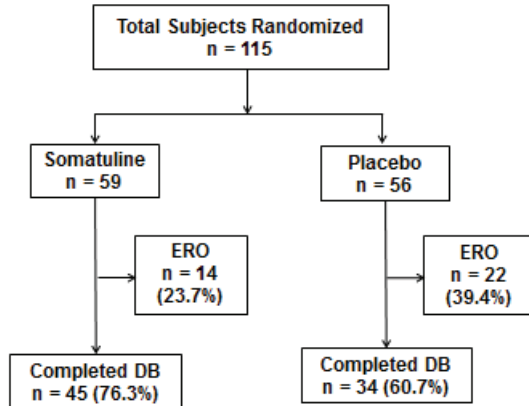 Total Subjects Randomized
n = 115
Somatuline
n = 59
Placebo
n = 56
ERO
n = 14
(23.7%)
ERO
n = 22
(39.4%)
Completed DB
n = 45 (76.3%)
Completed DB
n = 34 (60.7%)